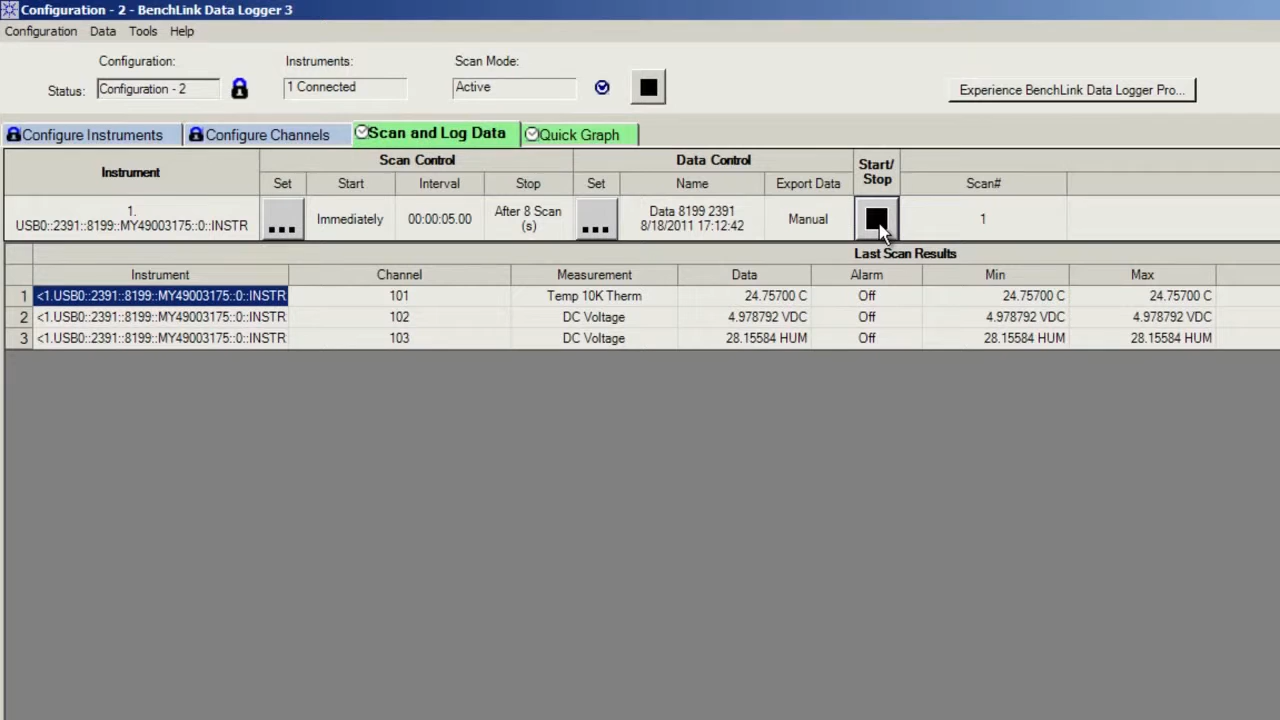 Configuration - 2 - BenchLink Data Logger 3
Configuration Data Tools Help
Configuration: Instruments: Scan Mode:
Status: Configuration - 2 1 Connected Active Experience BenchLink Data Logger Pro...
Configure Instruments Configure Channels Scan and Log Data Quick Graph
Instrument Scan Control Data Control Start/ Stop
Set Start Interval Stop Set Name Export Data Scan#
1. USB0::2391::8199::MY49003175::0::INSTR ... Immediately 00:00:05.00 After 8 Scan (s) ... Data 8199 2391 8/18/2011 17:12:42 Manual 1
Last Scan Results
Instrument Channel Measurement Data Alarm Min Max
1 <1.USB0::2391::8199::MY49003175::0::INSTR 101 Temp 10K Therm 24.75700 C Off 24.75700 C 24.75700 C
2 <1.USB0::2391::8199::MY49003175::0::INSTR 102 DC Voltage 4.978792 VDC Off 4.978792 VDC 4.978792 VDC
3 <1.USB0::2391::8199::MY49003175::0::INSTR 103 DC Voltage 28.15584 HUM Off 28.15584 HUM 28.15584 HUM